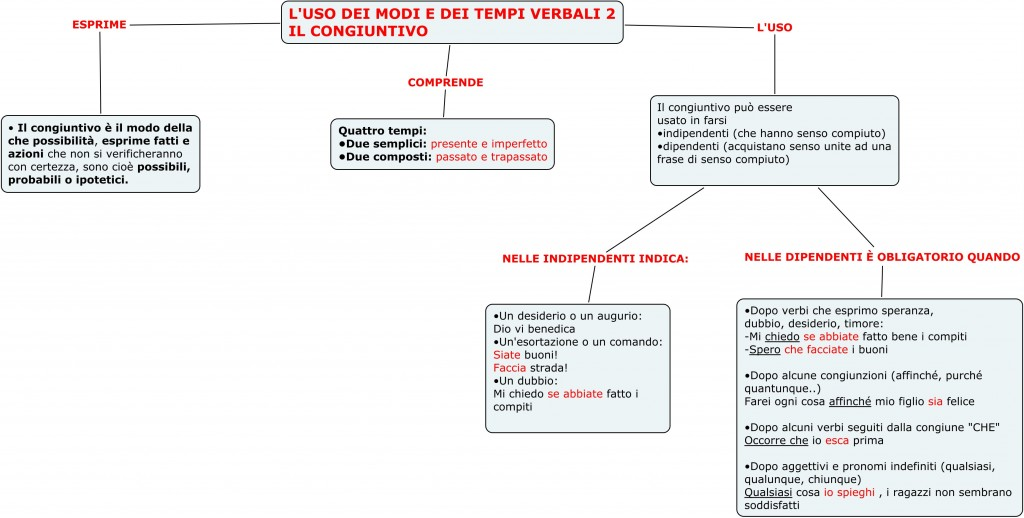 L'USO DEI MODI E DEI TEMPI VERBALI 2
IL CONGIUNTIVO
ESPRIME
• Il congiuntivo è il modo della
che possibilità, esprime fatti e
azioni che non si verificheranno
con certezza, sono cioè possibili,
probabili o ipotetici.
COMPRENDE
Quattro tempi:
●Due semplici: presente e imperfetto
●Due composti: passato e trapassato
L'USO
Il congiuntivo può essere
usato in farsi
•indipendenti (che hanno senso compiuto)
•dipendenti (acquistano senso unite ad una
frase di senso compiuto)
NELLE INDIPENDENTI INDICA:
•Un desiderio o un augurio:
Dio vi benedica
•Un'esortazione o un comando:
Siate buoni!
Faccia strada!
•Un dubbio:
Mi chiedo se abbiate fatto i
compiti
NELLE DIPENDENTI È OBLIGATORIO QUANDO
•Dopo verbi che esprimo speranza,
dubbio, desiderio, timore:
-Mi chiedo se abbiate fatto bene i compiti
-Spero che facciate i buoni
•Dopo alcune congiunzioni (affinché, purché
quantunque..)
Farei ogni cosa affinché mio figlio sia felice
•Dopo alcuni verbi seguiti dalla congiune "CHE"
Occorre che io esca prima
•Dopo aggettivi e pronomi indefiniti (qualsiasi,
qualunque, chiunque)
Qualsiasi cosa io spieghi , i ragazzi non sembrano
soddisfatti